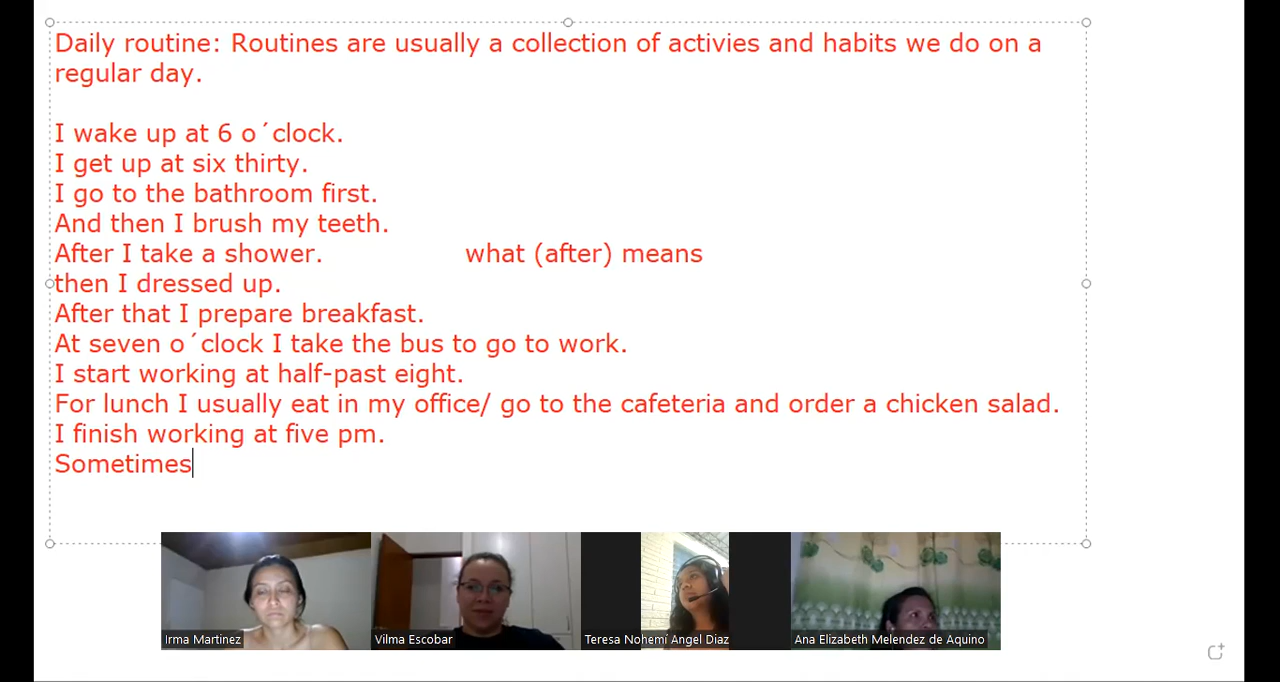 Daily routine: Routines are usually a collection of activies and habits we do on a
regular day.
I wake up at 6 o´clock.
I get up at six thirty.
I go to the bathroom first.
And then I brush my teeth.
After I take a shower. what (after) means
then I dressed up.
After that I prepare breakfast.
At seven o´clock I take the bus to go to work.
I start working at half-past eight.
For lunch I usually eat in my office/ go to the cafeteria and order a chicken salad.
I finish working at five pm.
Sometimes
Irma Martinez
Vilma Escobar
Teresa Nohemí Angel Diaz
Ana Elizabeth Melendez de Aquino